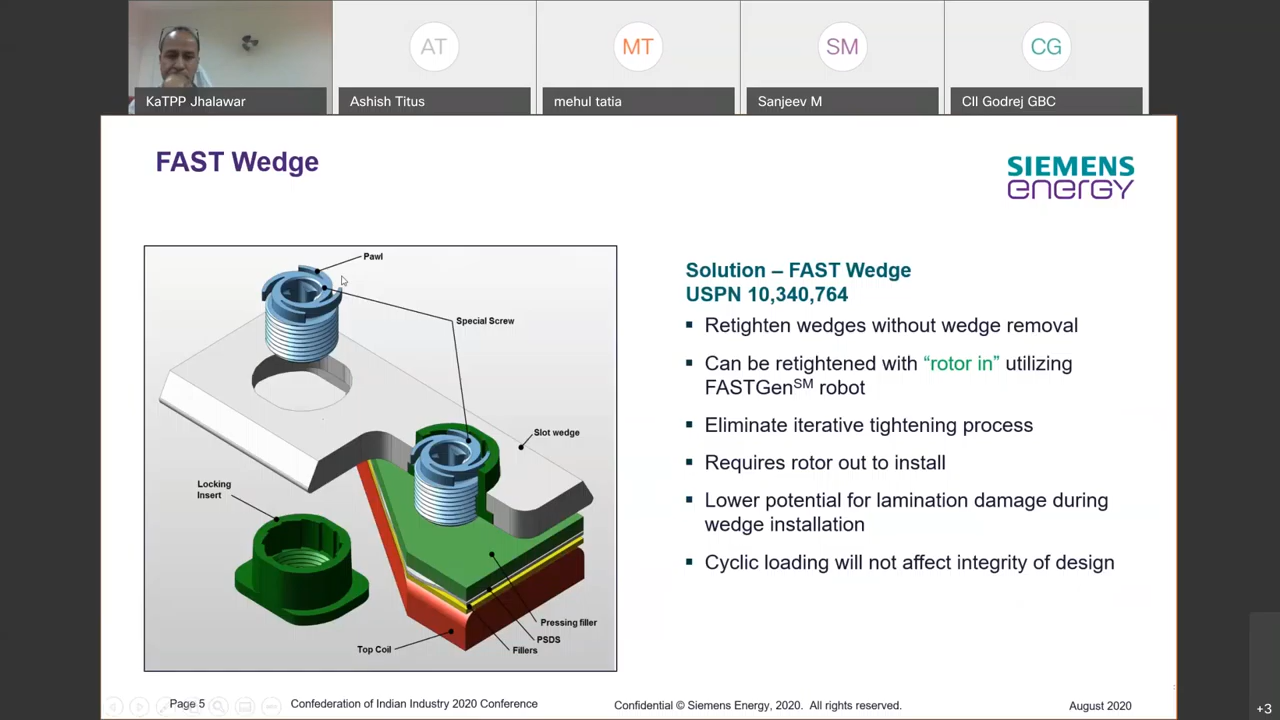 AT
MT
SM
CG
KaTPP Jhalawar
Ashish Titus
mehul tatia
Sanjeev M
CII Godrej GBC
FAST Wedge
SIEMENS
energy
Pawl
Special Screw
Slot wedge
Locking
Insert
Pressing filler
PSDS
Fillers
Top Coil
Solution – FAST Wedge
USPN 10,340,764
▪ Retighten wedges without wedge removal
▪ Can be retightened with “rotor in” utilizing
FASTGenSM robot
▪ Eliminate iterative tightening process
▪ Requires rotor out to install
▪ Lower potential for lamination damage during
wedge installation
▪ Cyclic loading will not affect integrity of design
Page 5
Confederation of Indian Industry 2020 Conference
Confidential © Siemens Energy, 2020. All rights reserved.
August 2020
+3